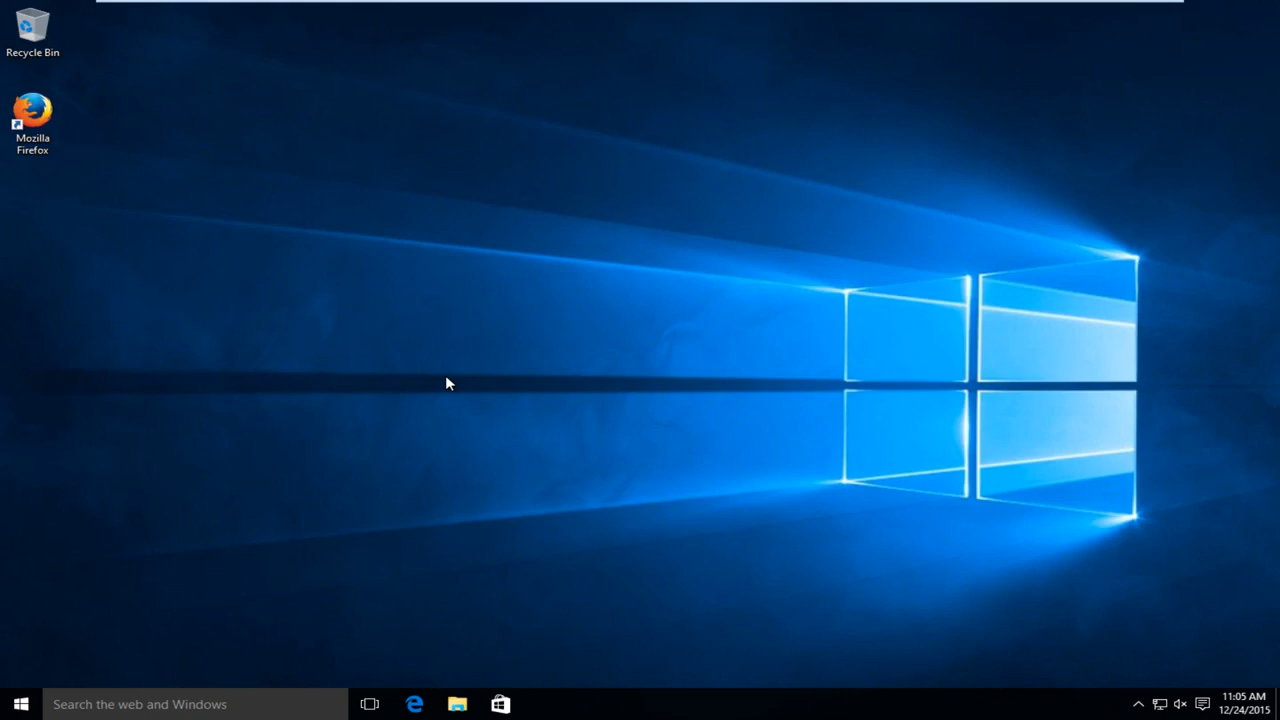 Recycle Bin
Mozilla
Firefox
Search the web and Windows
11:05 AM
12/24/2015